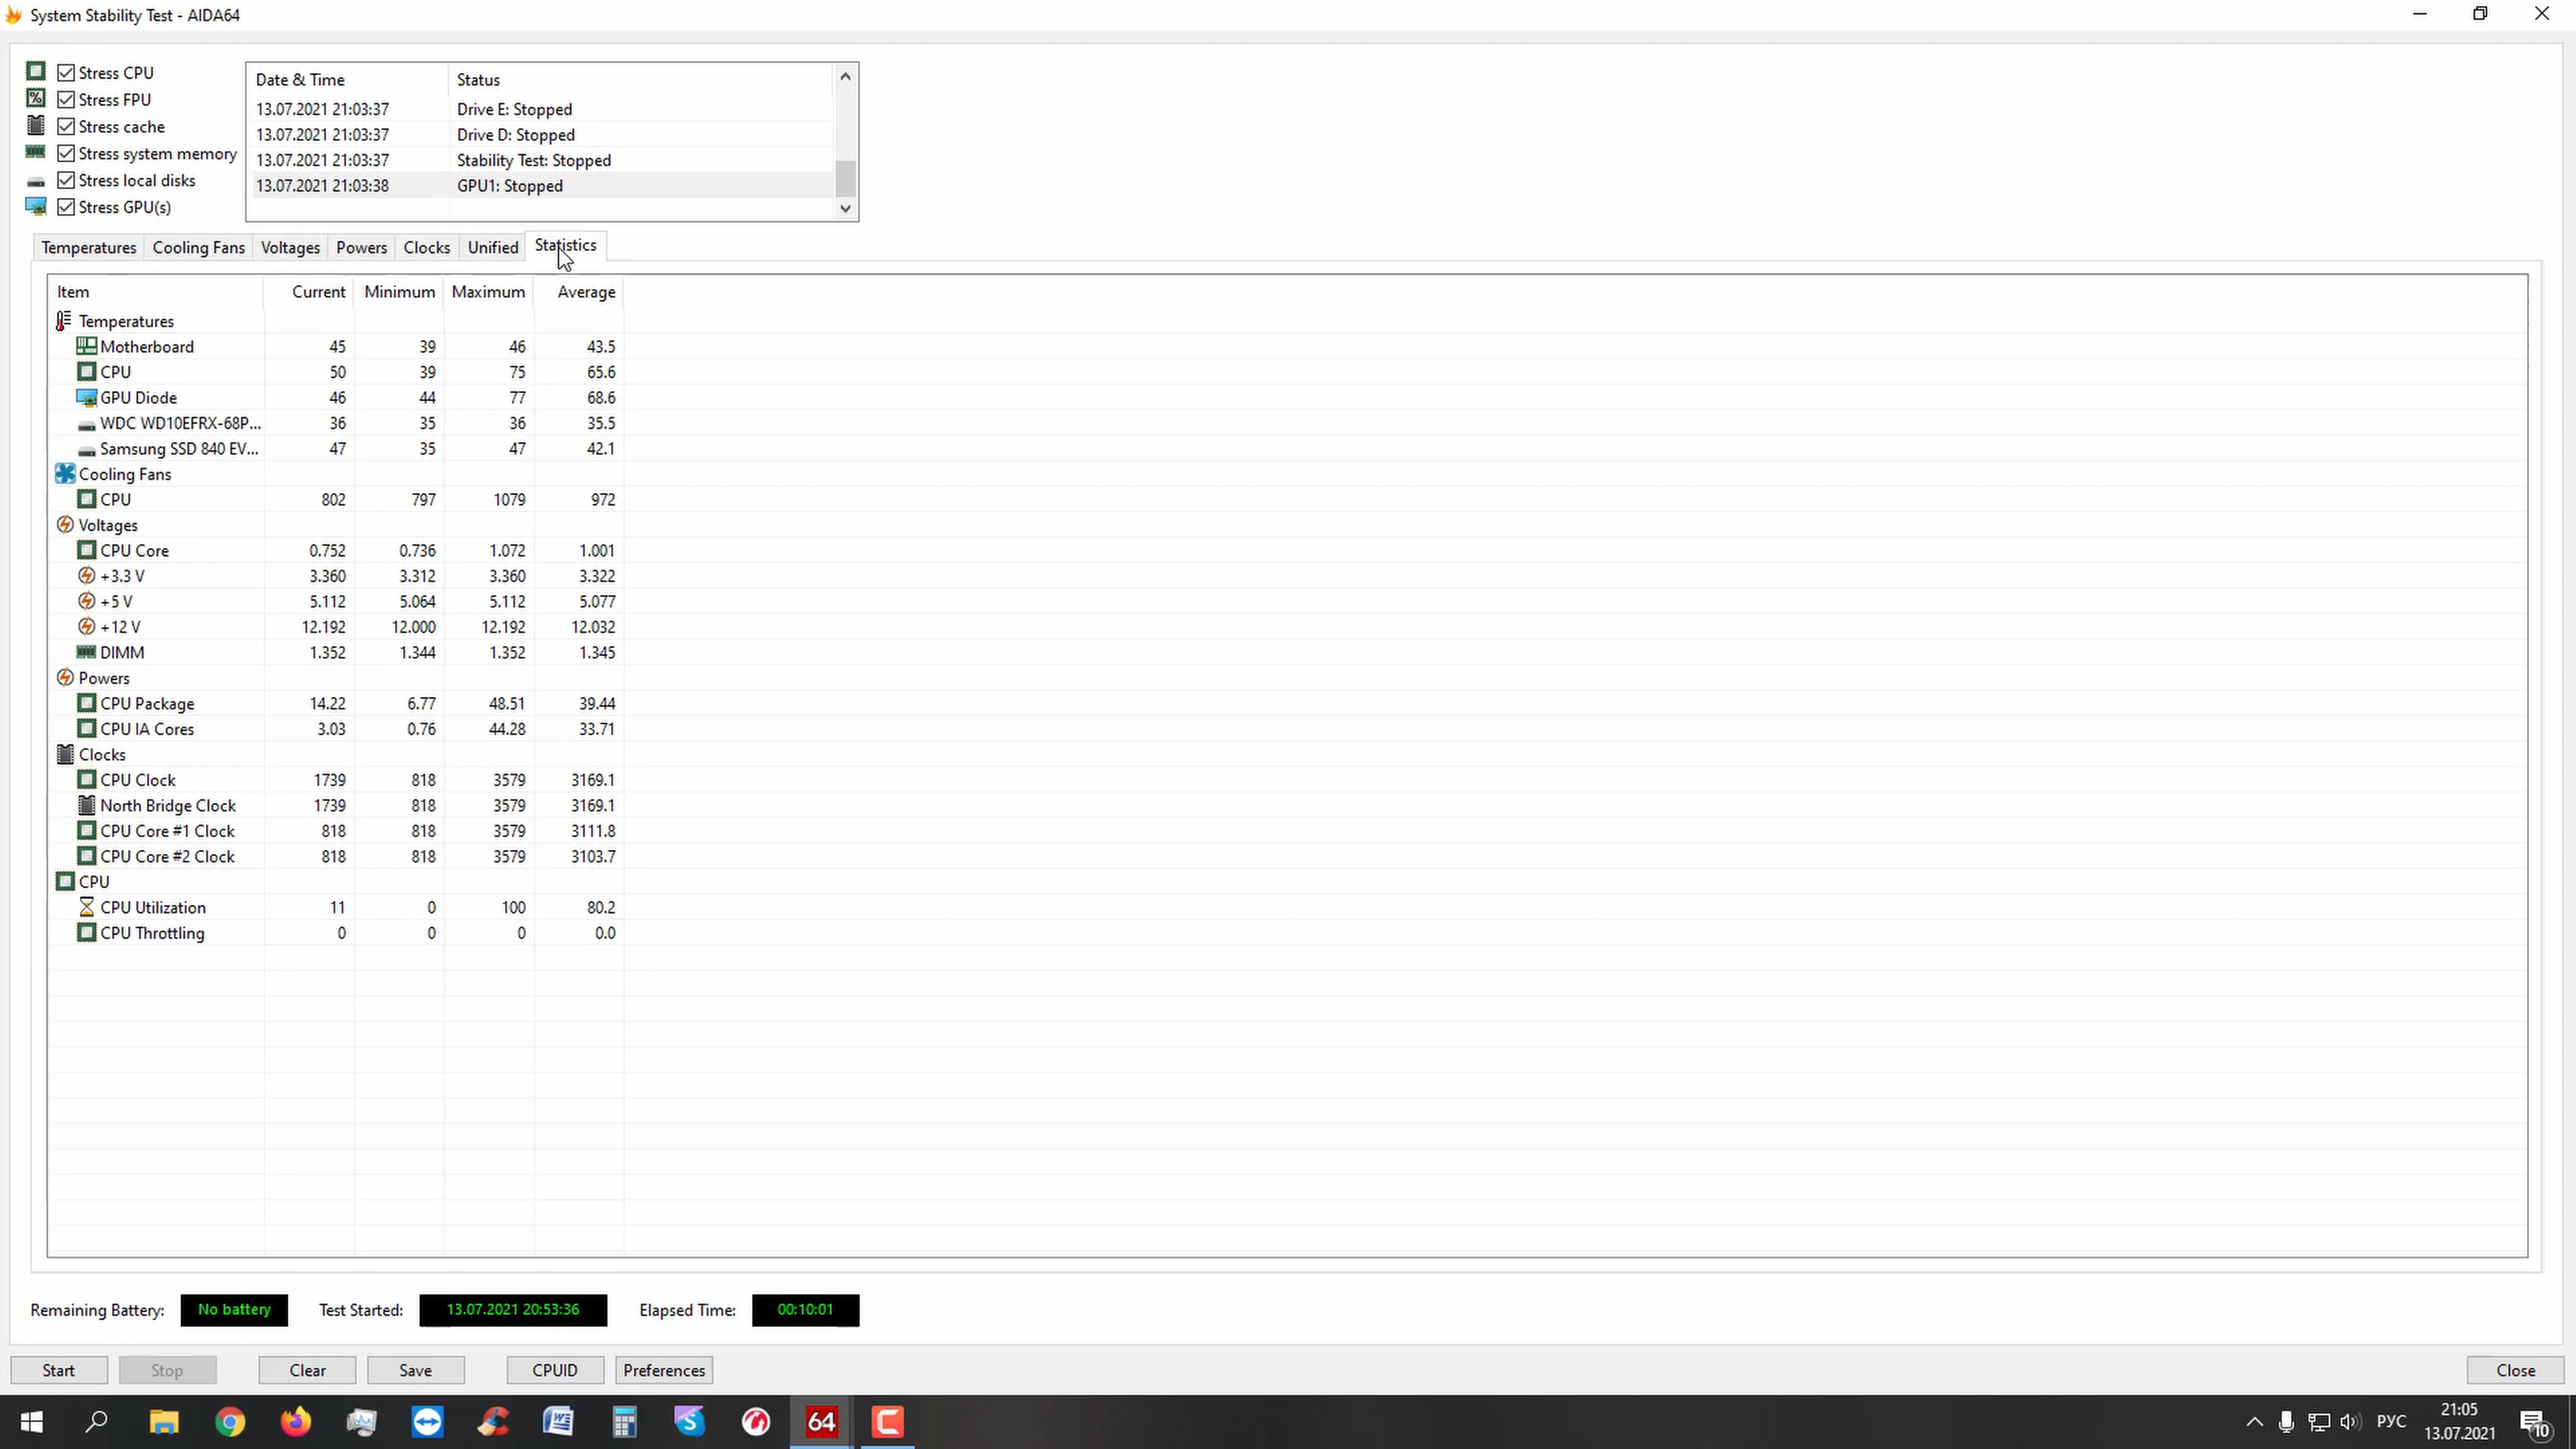 System Stability Test - AIDA64
Stress CPU
Stress FPU
Stress cache
Stress system memory
Stress local disks
Stress GPU(s)
Date & Time Status
13.07.2021 21:03:37 Drive E: Stopped
13.07.2021 21:03:37 Drive D: Stopped
13.07.2021 21:03:37 Stability Test: Stopped
13.07.2021 21:03:38 GPU1: Stopped
Temperatures Cooling Fans Voltages Powers Clocks Unified Statistics
Item Current Minimum Maximum Average
Temperatures
Motherboard 45 39 46 43.5
CPU 50 39 75 65.6
GPU Diode 46 44 77 68.6
WDC WD10EFRX-68P... 36 35 36 35.5
Samsung SSD 840 EV... 47 35 47 42.1
Cooling Fans
CPU 802 797 1079 972
Voltages
CPU Core 0.752 0.736 1.072 1.001
+3.3 V 3.360 3.312 3.360 3.322
+5 V 5.112 5.064 5.112 5.077
+12 V 12.192 12.000 12.192 12.032
DIMM 1.352 1.344 1.352 1.345
Powers
CPU Package 14.22 6.77 48.51 39.44
CPU IA Cores 3.03 0.76 44.28 33.71
Clocks
CPU Clock 1739 818 3579 3169.1
North Bridge Clock 1739 818 3579 3169.1
CPU Core #1 Clock 818 818 3579 3111.8
CPU Core #2 Clock 818 818 3579 3103.7
CPU
CPU Utilization 11 0 100 80.2
CPU Throttling 0 0 0 0.0
Remaining Battery: No battery Test Started: 13.07.2021 20:53:36 Elapsed Time: 00:10:01
Start Stop Clear Save CPUID Preferences Close
64
РУС
21:05
13.07.2021
10